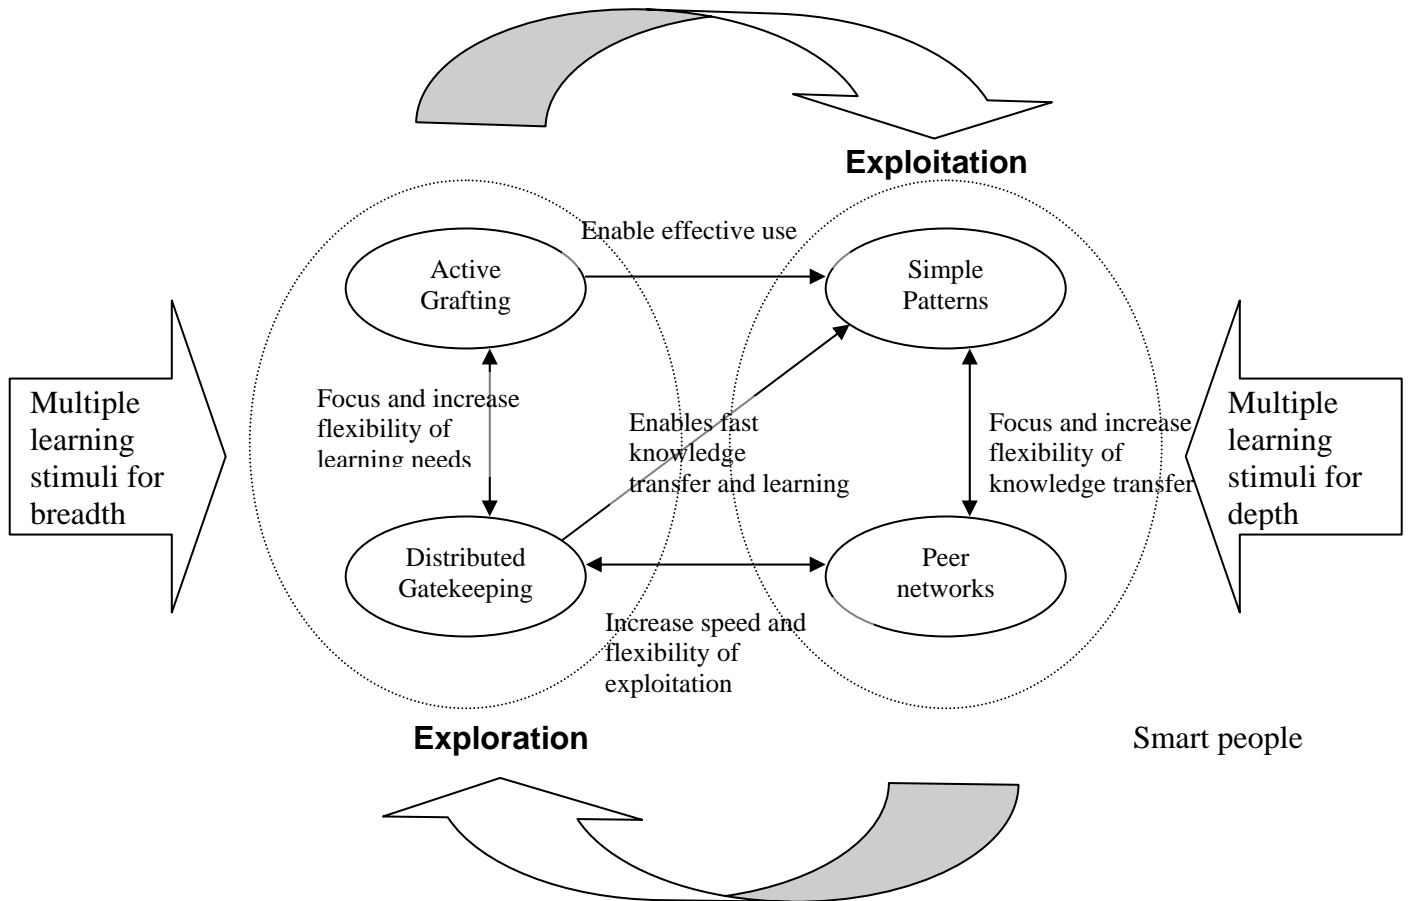 Exploitation
Enable effective use
Active
Grafting
Simple
Patterns
Multiple
learning
stimuli for
breadth
Focus and increase
flexibility of
learning needs
Enables fast
knowledge
transfer and learning
Focus and increase
flexibility of
knowledge transfer
Multiple
learning
stimuli for
depth
Distributed
Gatekeeping
Peer
networks
Increase speed and
flexibility of
exploitation
Exploration
Smart people